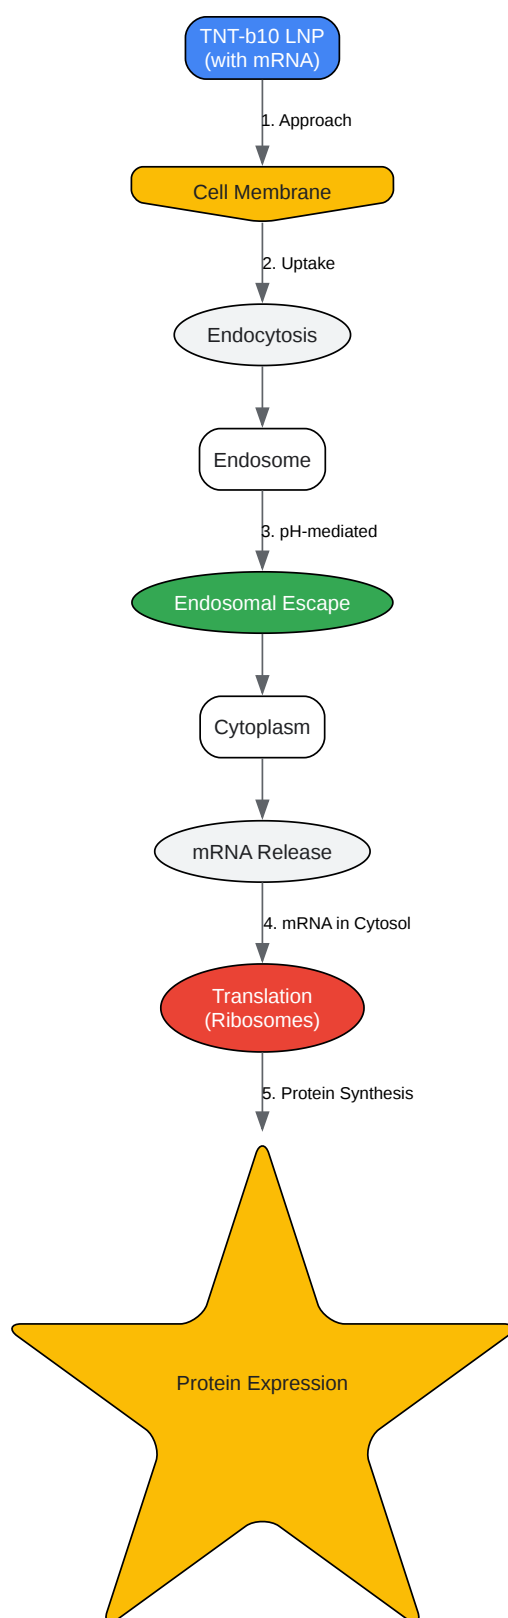 TNT-b10 LNP
(with mRNA)
1. Approach
Cell Membrane
2. Uptake
Endocytosis
Endosome
3. pH-mediated
Endosomal Escape
Cytoplasm
mRNA Release
4. mRNA in Cytosol
Translation
(Ribosomes)
5. Protein Synthesis
Protein Expression